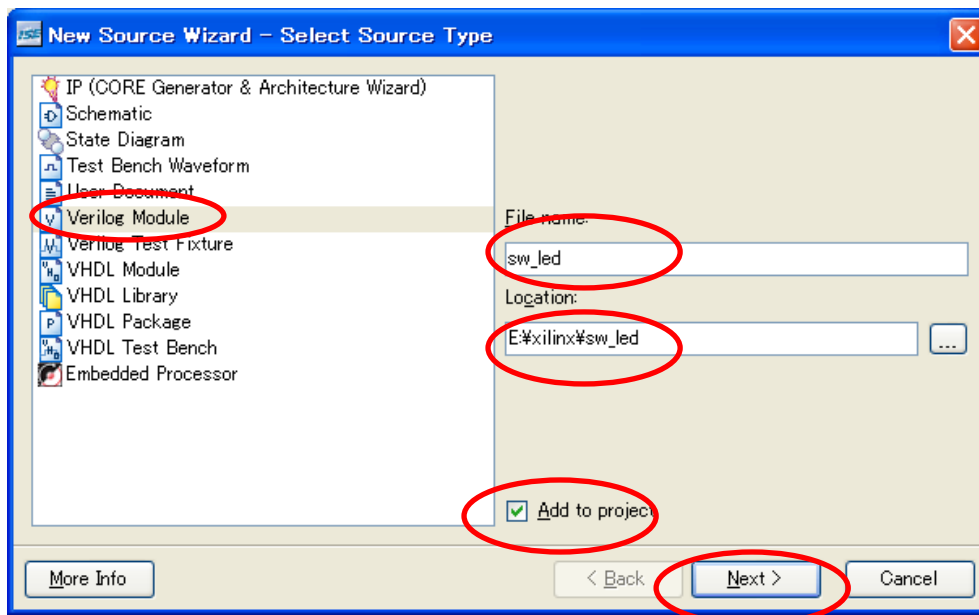 ISE New Source Wizard - Select Source Type
IP (CORE Generator & Architecture Wizard)
Schematic
State Diagram
Test Bench Waveform
User Document
Verilog Module
Verilog Test Fixture
VHDL Module
VHDL Library
VHDL Package
VHDL Test Bench
Embedded Processor
File name:
sw_led
Location:
E:¥xilinx¥sw_led
...
Add to project
More Info
< Back
Next >
Cancel